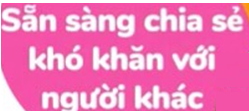 Sẵn sàng chia sẻ
khó khăn với
người khác